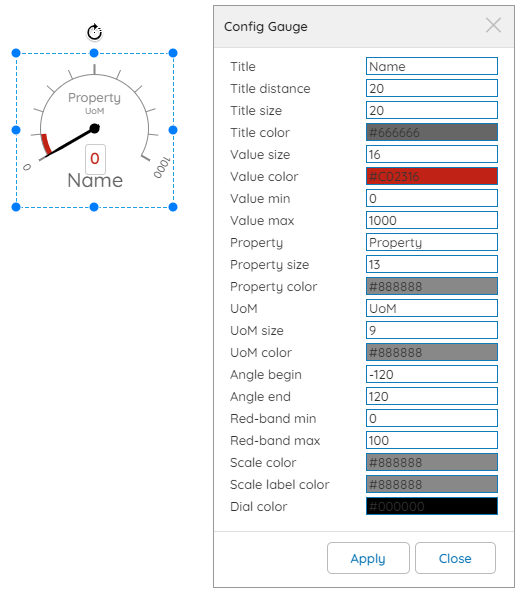 Property
UoM
0
0
1000
Name
Config Gauge
Title Name
Title distance 20
Title size 20
Title color #666666
Value size 16
Value color #C02316
Value min 0
Value max 1000
Property Property
Property size 13
Property color #888888
UoM UoM
UoM size 9
UoM color #888888
Angle begin -120
Angle end 120
Red-band min 0
Red-band max 100
Scale color #888888
Scale label color #888888
Dial color #000000
Apply Close